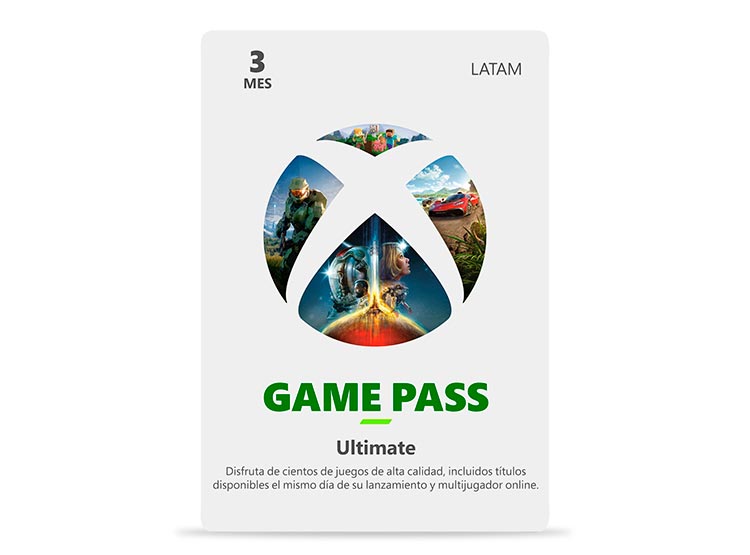 3
MES
LATAM
GAME PASS
Ultimate
Disfruta de cientos de juegos de alta calidad, incluidos títulos
disponibles el mismo día de su lanzamiento y multijugador online.